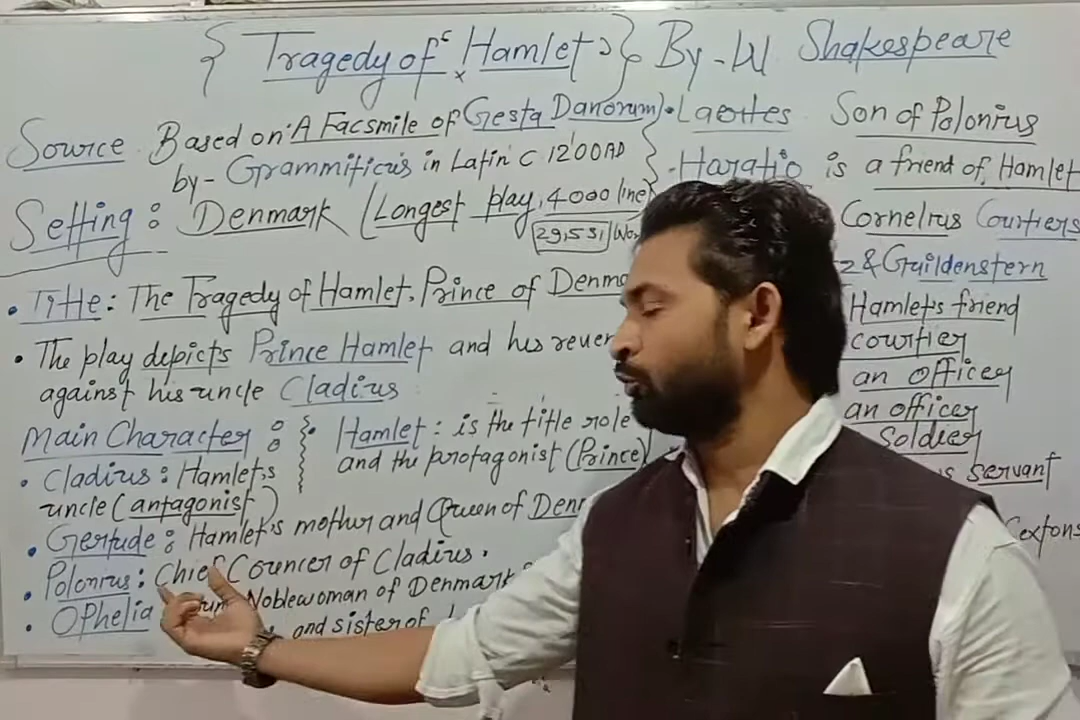 { Tragedy of "Hamlet" } By - W Shakespeare
Source Based on : A Facsmile of Gesta Danorum
by - Grammiticus in Latin C 1200 AD
Setting : Denmark (Longest play, 4000 line)
29,551
• Title : The Tragedy of Hamlet, Prince of Denma
• The play depicts Prince Hamlet and his reven
against his uncle Cladius
Main Character :
• Cladius : Hamlet's
uncle (antagonist)
• Hamlet : is the title role
and the protagonist (Prince)
• Gertude : Hamlet's mother and Queen of Den
• Polonius : Chief Councer of Cladius.
• Ophelia Noblewoman of Denmark
and sister of
• Laertes Son of Polonius
- Haratio is a friend of Hamlet
Cornelius Courtiers
z & Guildenstern
Hamlet's friend
courtier
an officer
an officer
Soldier
s servant
extons